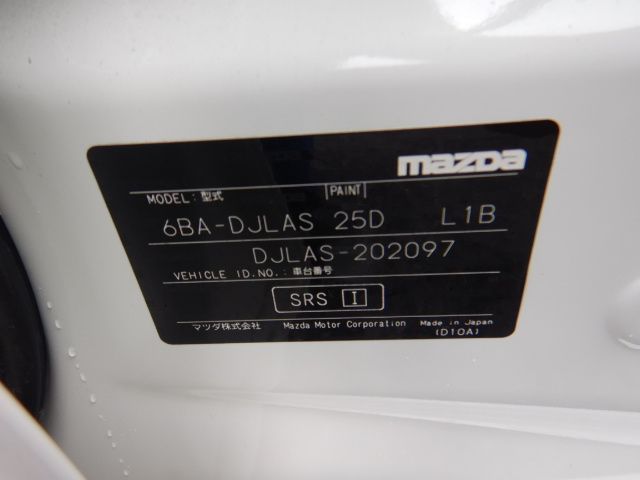 mazda
MODEL: 型式 |PAINT|
6BA-DJLAS 25D L1B
DJLAS-202097
VEHICLE ID.NO.: 車台番号
SRS I
マツダ株式会社 Mazda Motor Corporation Made in Japan
(D10A)